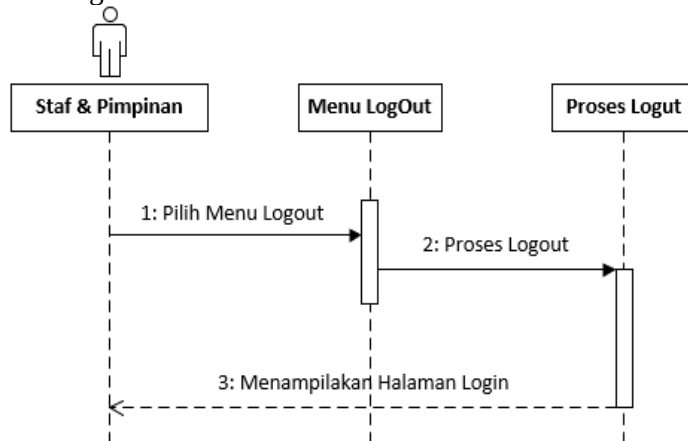 Staf & Pimpinan
Menu LogOut
Proses Logut
1: Pilih Menu Logout
2: Proses Logout
3: Menampilakan Halaman Login